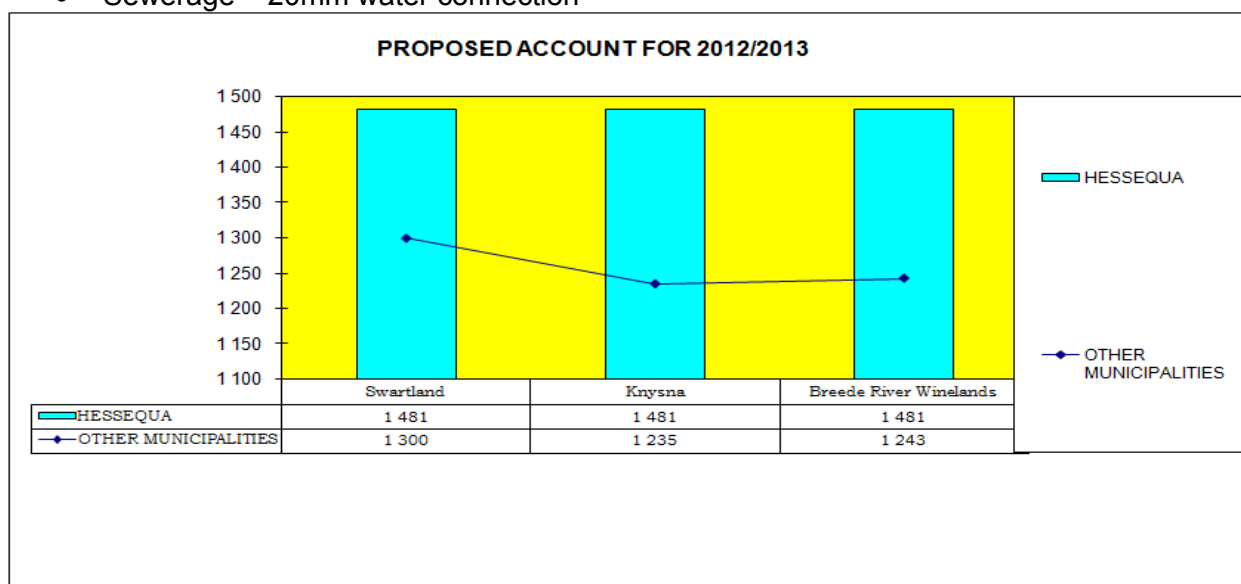 Sewerage – 20mm water connection
PROPOSED ACCOUNT FOR 2012/2013
1 500
1 450
1 400
1 350
1 300
1 250
1 200
1 150
1 100
Swartland Knysna Breede River Winelands
HESSEQUA 1 481 1 481 1 481
OTHER MUNICIPALITIES 1 300 1 235 1 243
HESSEQUA
OTHER
MUNICIPALITIES